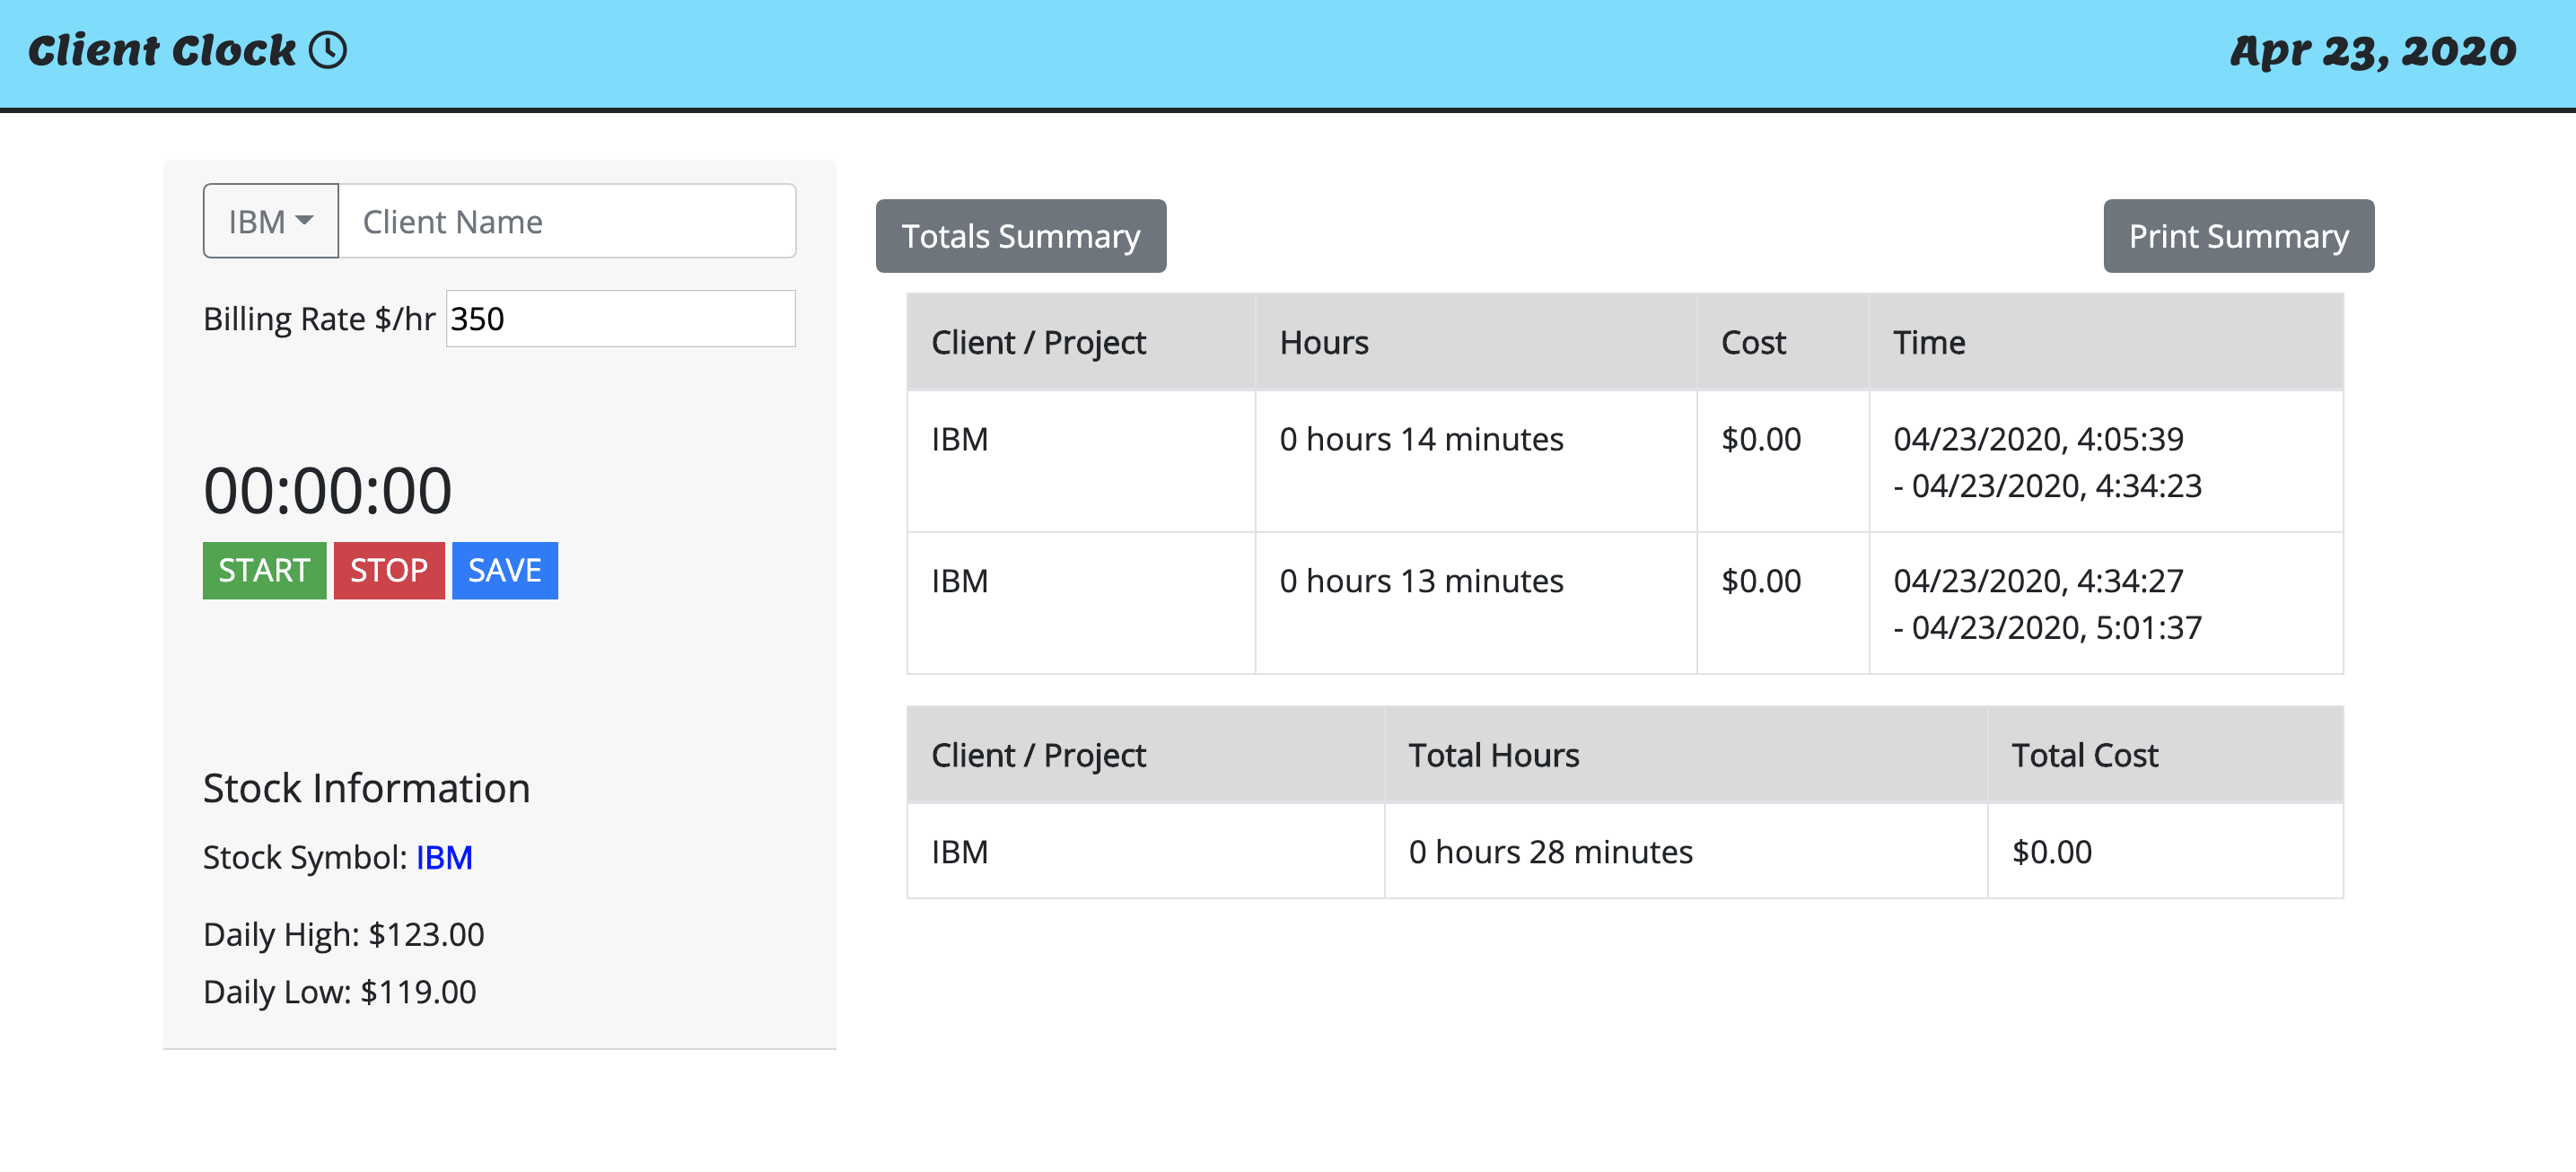 Client Clock
Apr 23, 2020
IBM
Client Name
Billing Rate $/hr 350
00:00:00
START STOP SAVE
Stock Information
Stock Symbol: IBM
Daily High: $123.00
Daily Low: $119.00
Totals Summary
Print Summary
Client / Project Hours Cost Time
IBM 0 hours 14 minutes $0.00 04/23/2020, 4:05:39
- 04/23/2020, 4:34:23
IBM 0 hours 13 minutes $0.00 04/23/2020, 4:34:27
- 04/23/2020, 5:01:37
Client / Project Total Hours Total Cost
IBM 0 hours 28 minutes $0.00